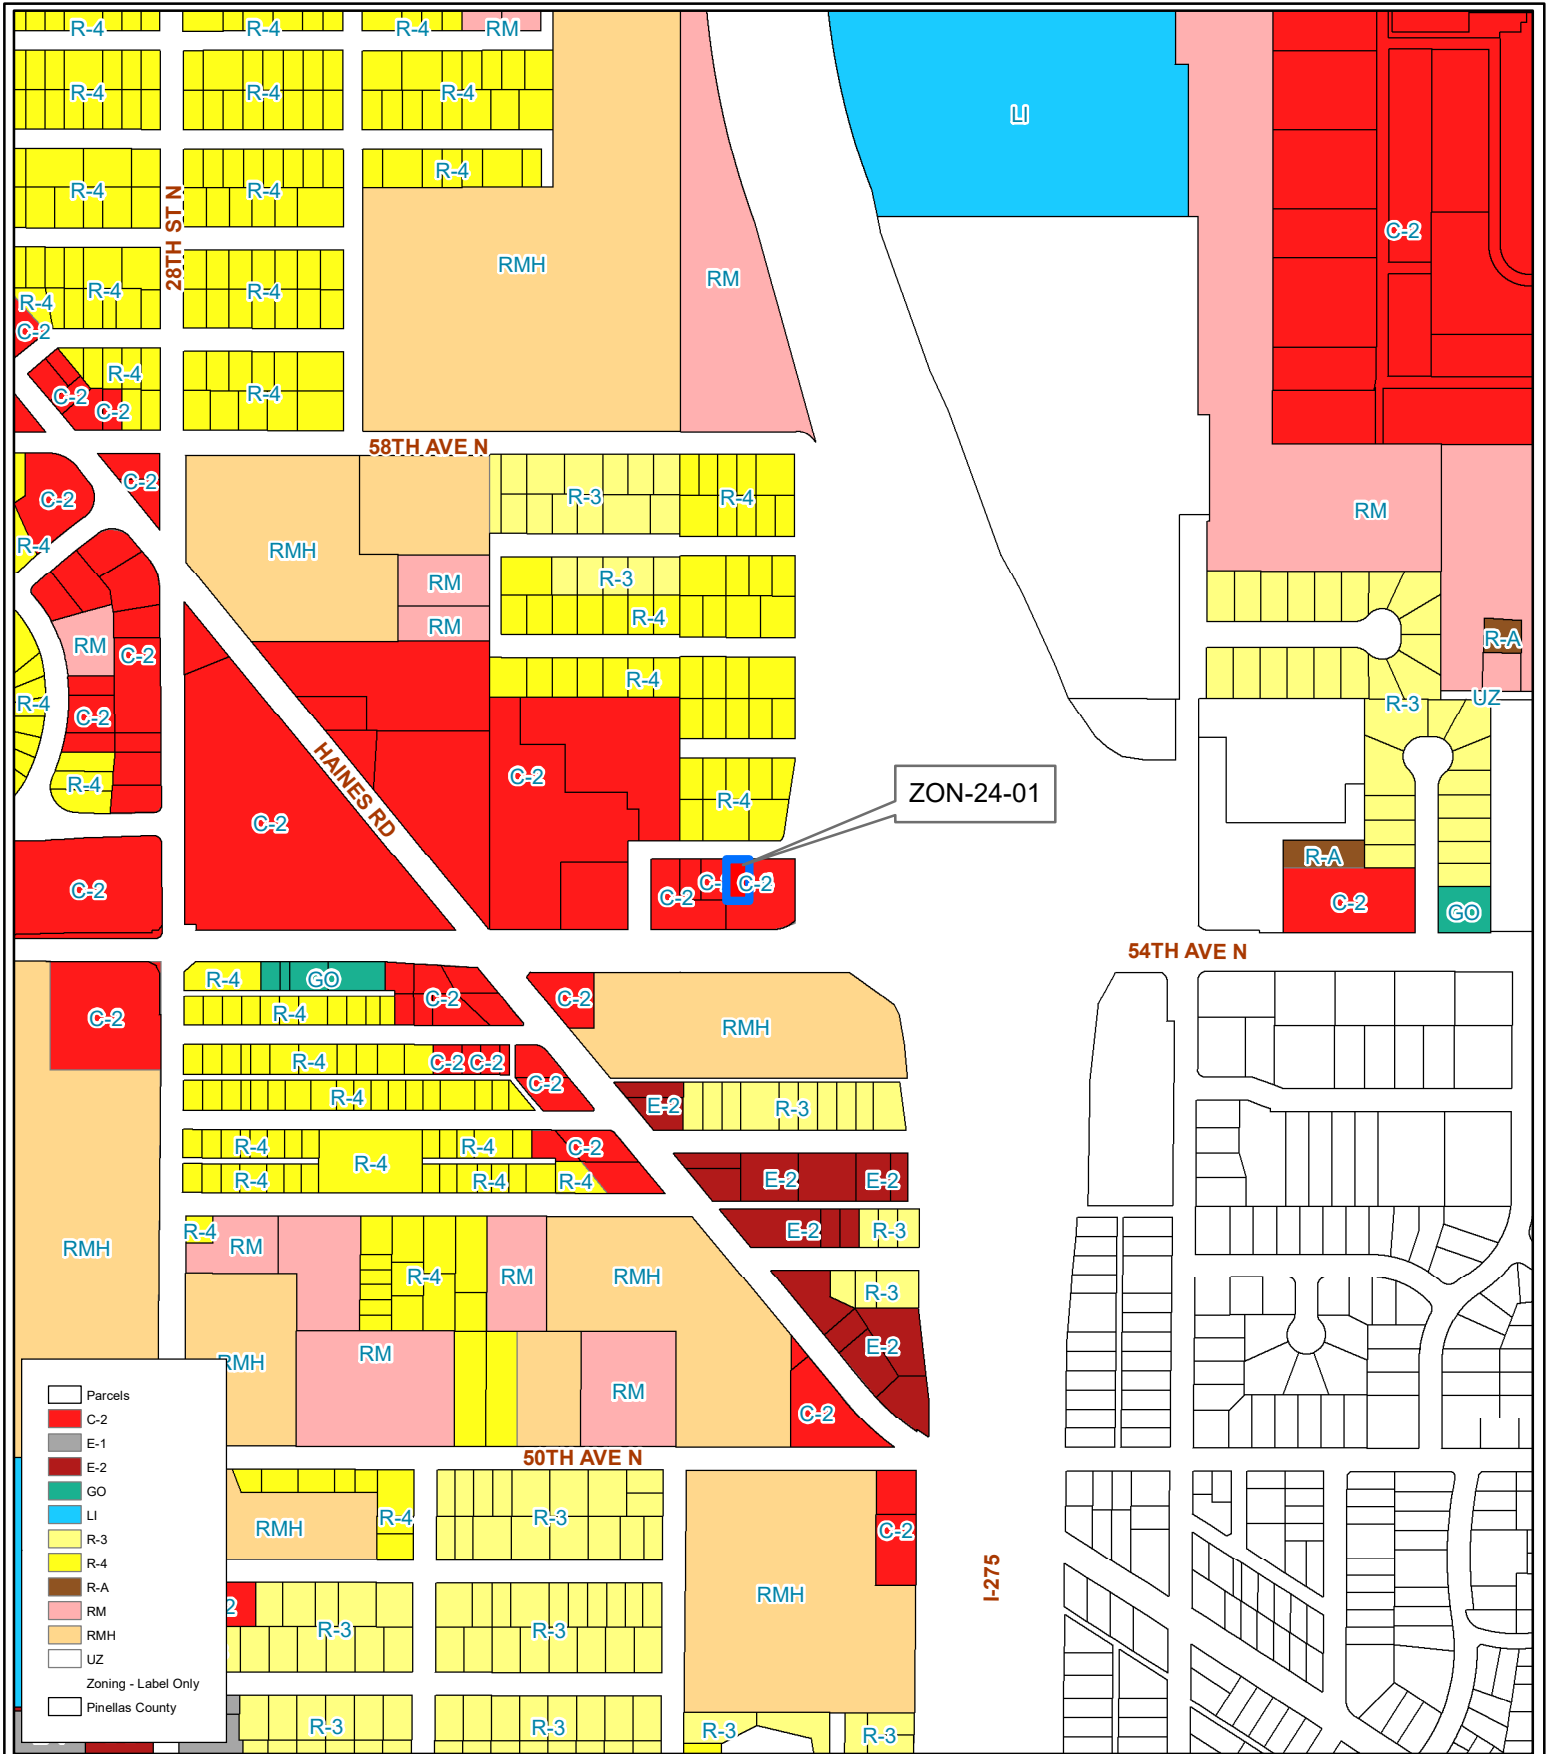 R-4
R-4
R-4
RM
R-4
R-4
R-4
LI
R-4
R-4
R-4
28TH ST N
C-2
RMH
RM
R-4
R-4
R-4
C-2
R-4
R-4
C-2
C-2
58TH AVE N
C-2
C-2
R-3
R-4
RM
R-4
RMH
RM
R-3
R-4
RM
RM
C-2
R-A
R-4
R-4
C-2
R-3
UZ
R-4
C-2
HAINES RD
R-4
ZON-24-01
C-2
C-2
C-2
C-2
C-2
R-A
C-2
GO
54TH AVE N
R-4
GO
C-2
C-2
C-2
R-4
RMH
R-4
C-2
C-2
C-2
R-4
E-2
R-3
R-4
R-4
C-2
R-4
R-4
R-4
R-4
E-2
E-2
R-4
RM
E-2
R-3
RMH
R-4
RM
RMH
R-3
RMH
RM
E-2
RM
C-2
50TH AVE N
RMH
R-4
R-3
C-2
I-275
RMH
2
R-3
R-3
R-3
R-3
R-3
R-3
Parcels
C-2
E-1
E-2
GO
LI
R-3
R-4
R-A
RM
RMH
UZ
Zoning - Label Only
Pinellas County